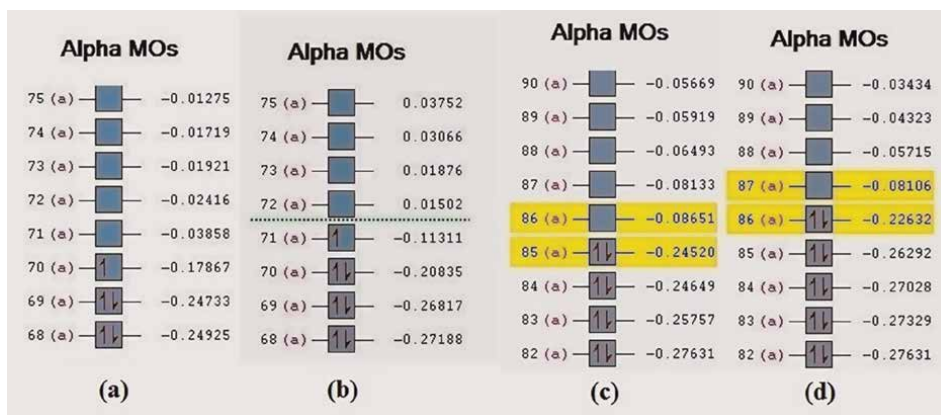 Alpha MOs
75 (a) -0.01275
74 (a) -0.01719
73 (a) -0.01921
72 (a) -0.02416
71 (a) -0.03858
70 (a) -0.17867
69 (a) -0.24733
68 (a) -0.24925
(a)
Alpha MOs
75 (a) 0.03752
74 (a) 0.03066
73 (a) 0.01876
72 (a) 0.01502
71 (a) -0.11311
70 (a) -0.20835
69 (a) -0.26817
68 (a) -0.27188
(b)
Alpha MOs
90 (a) -0.05669
89 (a) -0.05919
88 (a) -0.06493
87 (a) -0.08133
86 (a) -0.08651
85 (a) -0.24520
84 (a) -0.24649
83 (a) -0.25757
82 (a) -0.27631
(c)
Alpha MOs
90 (a) -0.03434
89 (a) -0.04323
88 (a) -0.05715
87 (a) -0.08106
86 (a) -0.22632
85 (a) -0.26292
84 (a) -0.27028
83 (a) -0.27329
82 (a) -0.27631
(d)